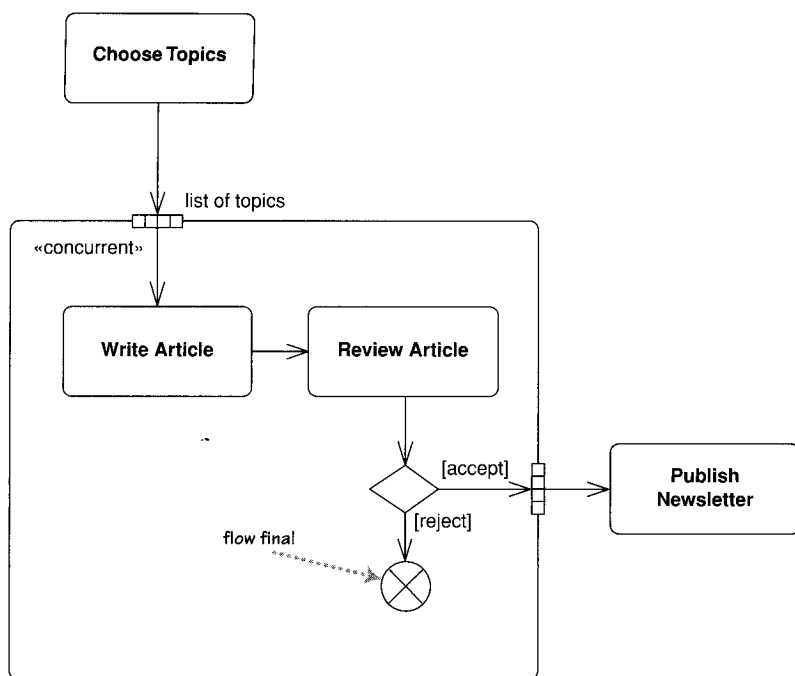 Choose Topics
list of topics
«concurrent»
Write Article
Review Article
[accept]
Publish
Newsletter
[reject]
flow final